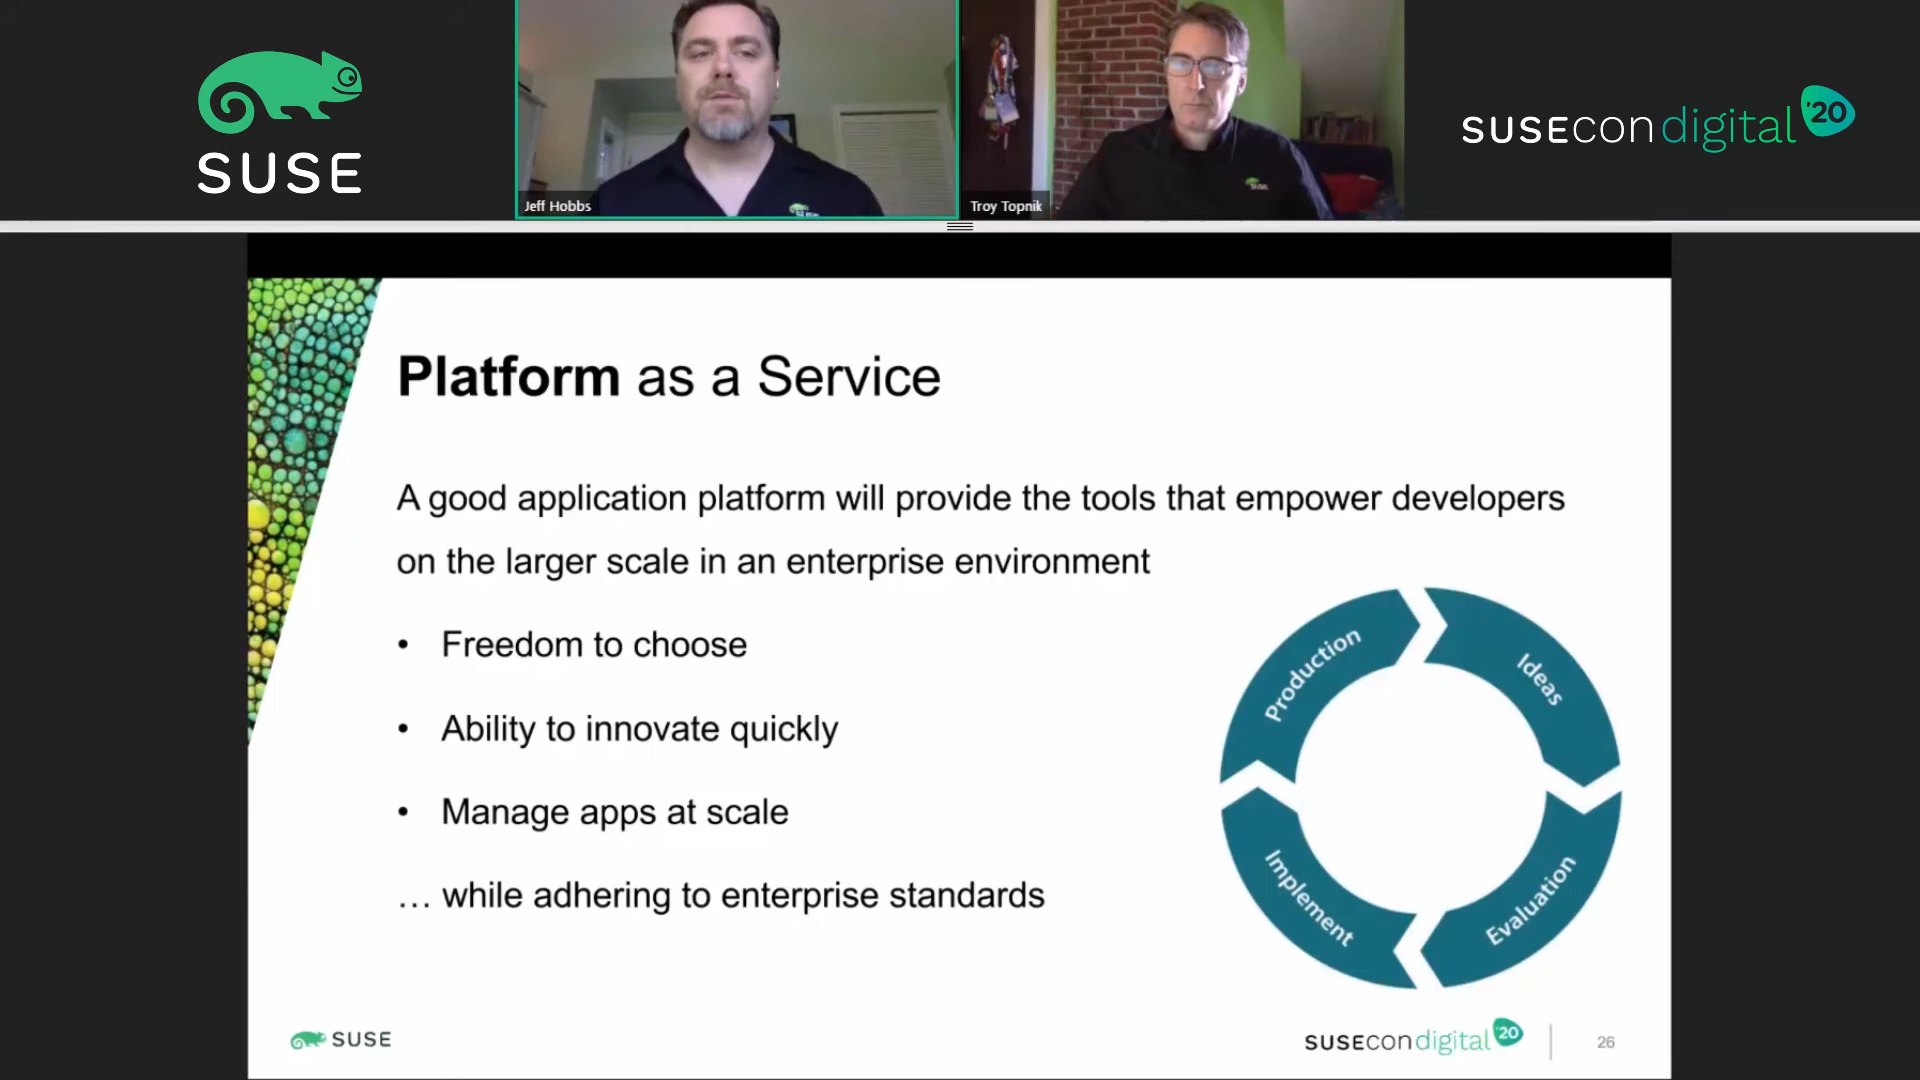 SUSE
Jeff Hobbs
Troy Topnik
SUSEcon digital '20
Platform as a Service
A good application platform will provide the tools that empower developers
on the larger scale in an enterprise environment
• Freedom to choose
• Ability to innovate quickly
• Manage apps at scale
… while adhering to enterprise standards
Production
Ideas
Implement
Evaluation
SUSE
SUSEcon digital '20
26